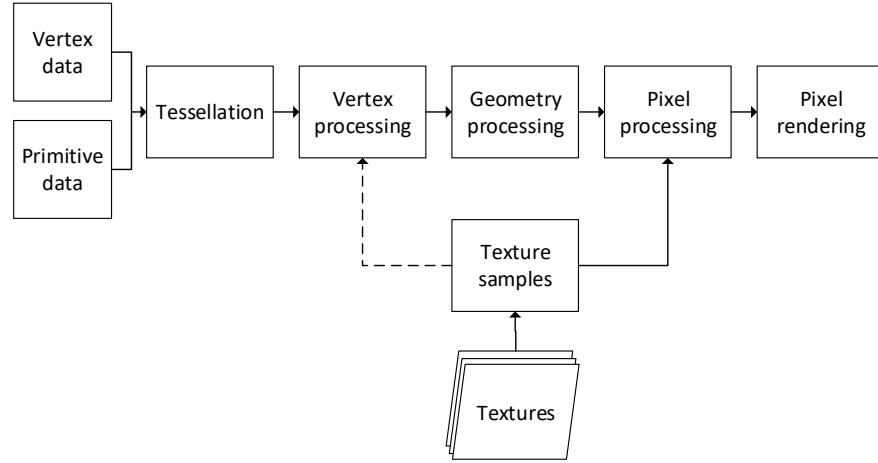 Vertex
data
Primitive
data
Tessellation
Vertex
processing
Geometry
processing
Pixel
processing
Pixel
rendering
Texture
samples
Textures